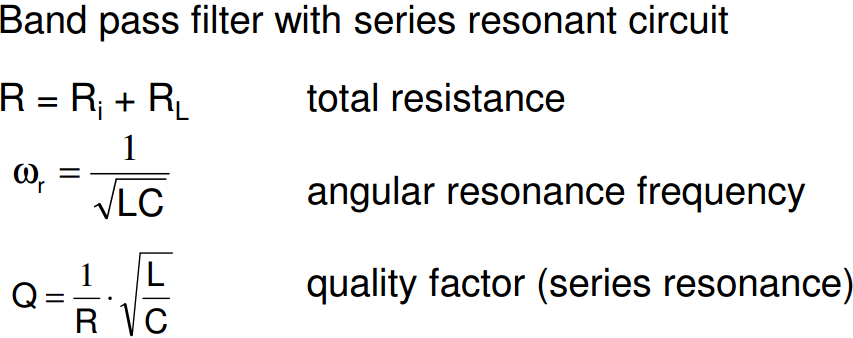 Band pass filter with series resonant circuit
R = Rᵢ + R_L total resistance
ωᵣ = 1/√LC angular resonance frequency
Q = 1/R · √L/C quality factor (series resonance)